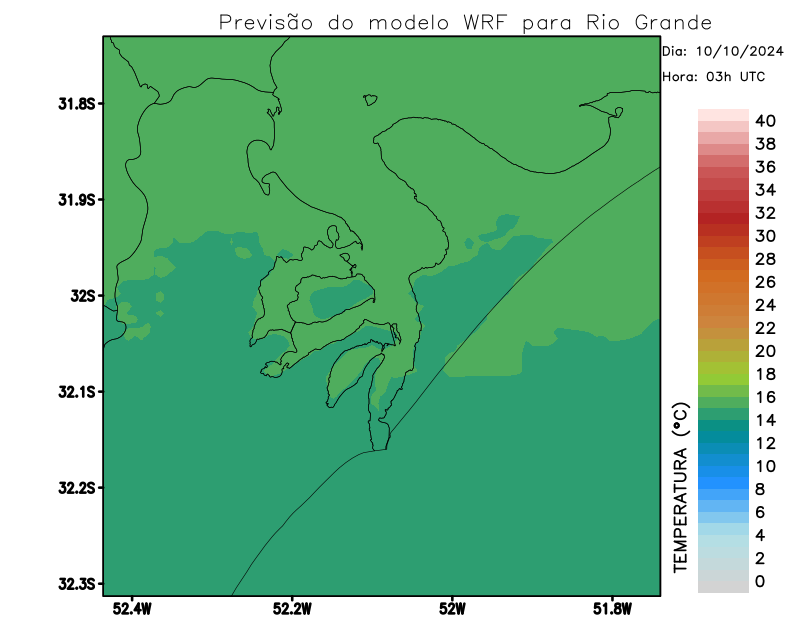 Previsão do modelo WRF para Rio Grande
Dia: 10/10/2024
Hora: 03h UTC
31.8S
31.9S
32S
32.1S
32.2S
32.3S
52.4W
52.2W
52W
51.8W
TEMPERATURA (°C)
40
38
36
34
32
30
28
26
24
22
20
18
16
14
12
10
8
6
4
2
0